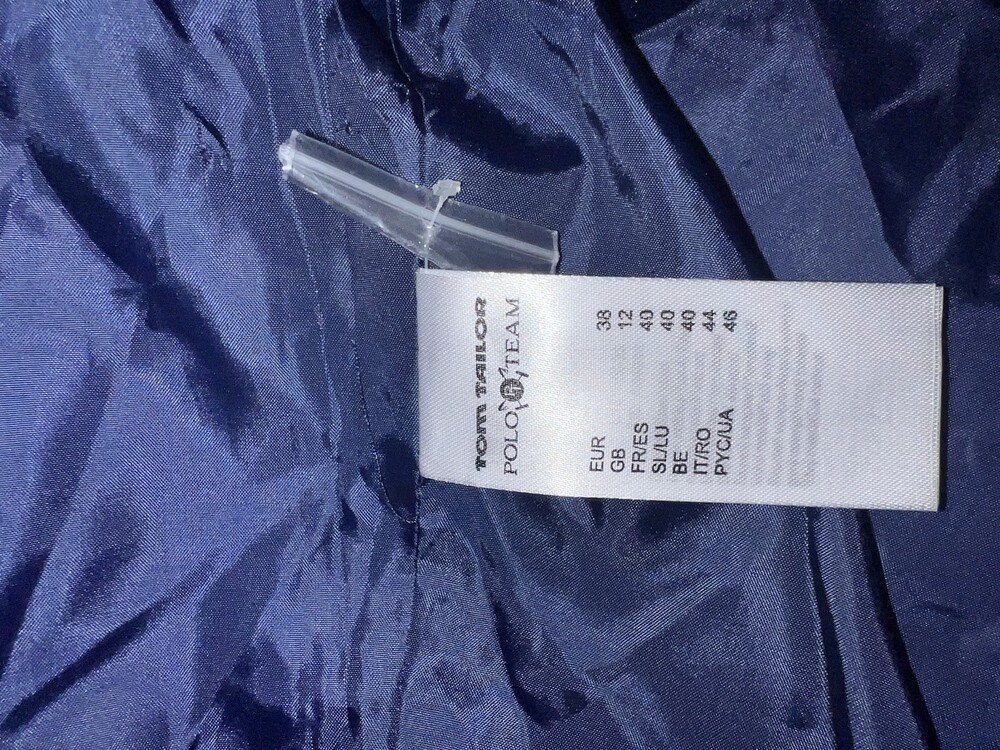 TOM TAILOR
POLO TEAM
EUR 38
GB 12
FR/ES 40
SL/LU 40
BE 40
IT/RO 44
PYC/UA 46